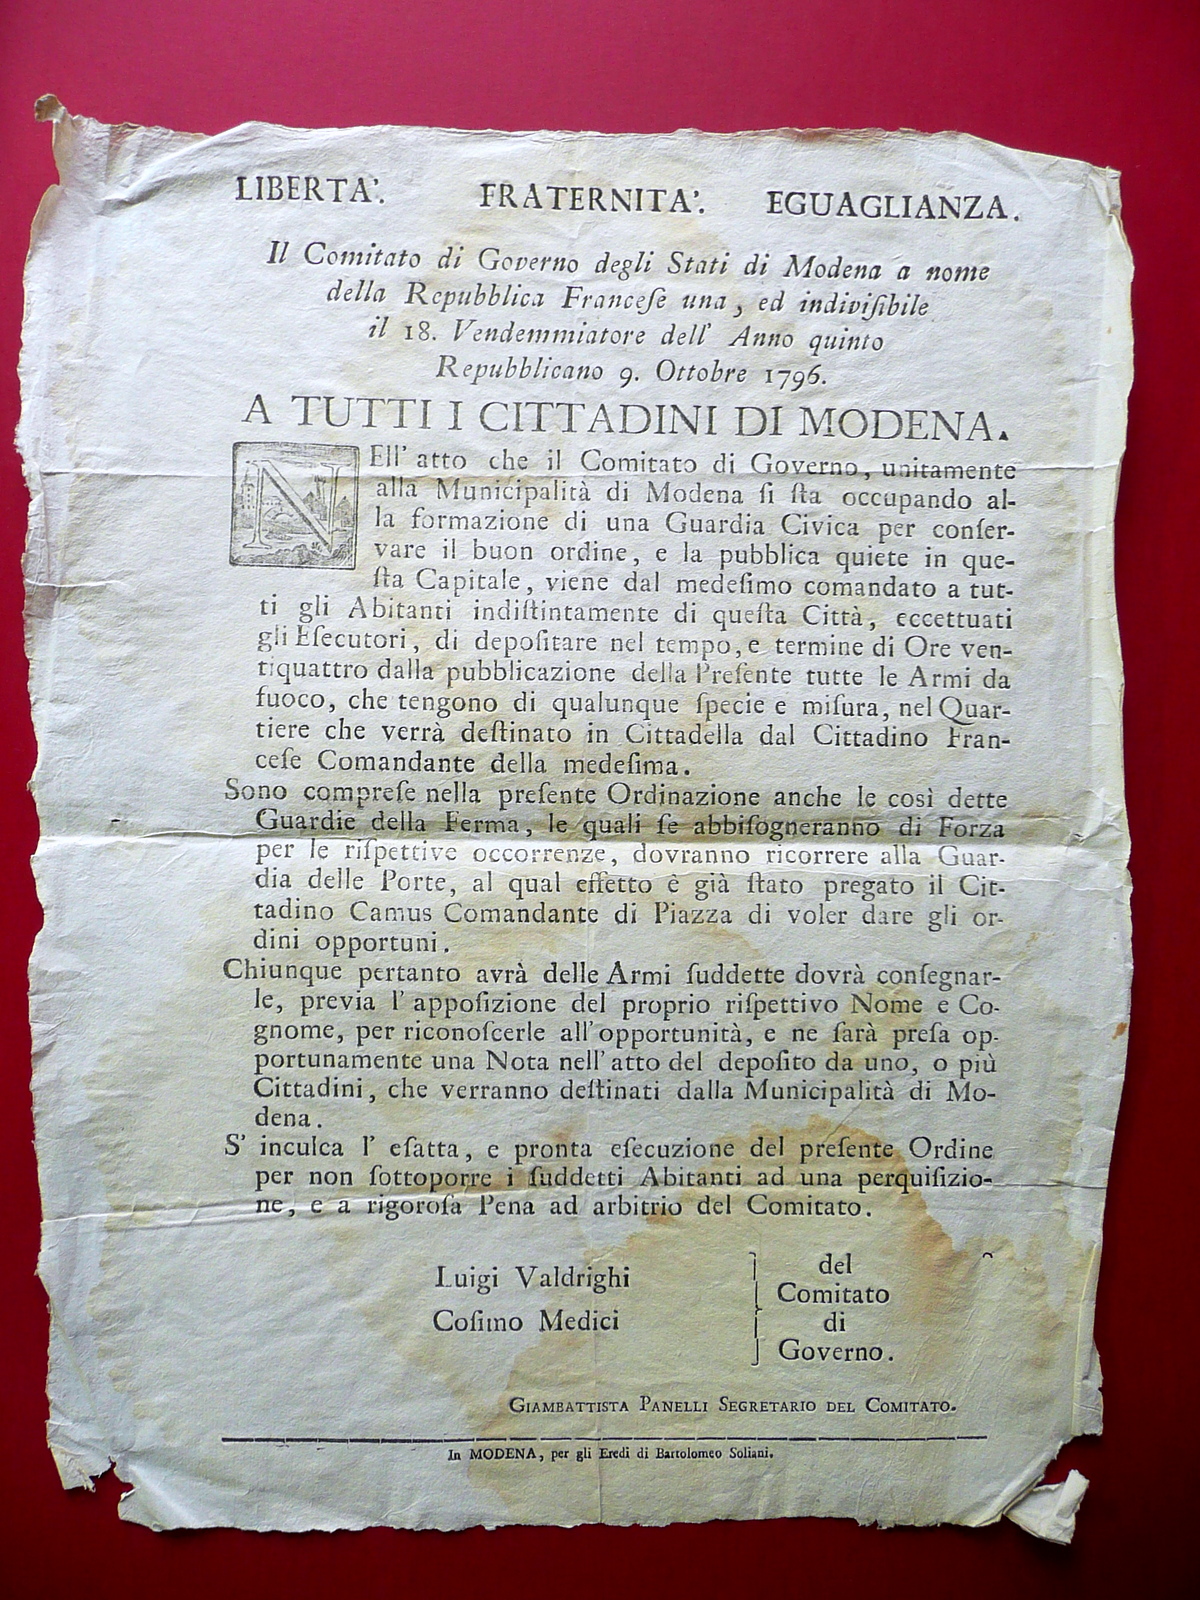 LIBERTA'. FRATERNITA'. EGUAGLIANZA.
Il Comitato di Governo degli Stati di Modena a nome
della Repubblica Franceſe una, ed indiviſibile
il 18. Vendemmiatore dell' Anno quinto
Repubblicano 9. Ottobre 1796.
A TUTTI I CITTADINI DI MODENA.
NEll' atto che il Comitato di Governo, unitamente
alla Municipalità di Modena ſi ſta occupando al-
la formazione di una Guardia Civica per conſer-
vare il buon ordine, e la pubblica quiete in que-
ſta Capitale, viene dal medeſimo comandato a tut-
ti gli Abitanti indiſtintamente di queſta Città, eccettuati
gli Eſecutori, di depoſitare nel tempo, e termine di Ore ven-
tiquattro dalla pubblicazione della Preſente tutte le Armi da
fuoco, che tengono di qualunque ſpecie e miſura, nel Quar-
tiere che verrà deſtinato in Cittadella dal Cittadino Fran-
ceſe Comandante della medeſima.
Sono compreſe nella preſente Ordinazione anche le così dette
Guardie della Ferma, le quali ſe abbiſogneranno di Forza
per le riſpettive occorrenze, dovranno ricorrere alla Guar-
dia delle Porte, al qual effetto è già ſtato pregato il Cit-
tadino Camus Comandante di Piazza di voler dare gli or-
dini opportuni.
Chiunque pertanto avrà delle Armi ſuddette dovrà conſegnar-
le, previa l' appoſizione del proprio riſpettivo Nome e Co-
gnome, per riconoſcerle all' opportunità, e ne ſarà preſa op-
portunamente una Nota nell' atto del depoſito da uno, o più
Cittadini, che verranno deſtinati dalla Municipalità di Mo-
dena.
S' inculca l' eſatta, e pronta eſecuzione del preſente Ordine
per non ſottoporre i ſuddetti Abitanti ad una perquiſizio-
ne, e a rigoroſa Pena ad arbitrio del Comitato.
Luigi Valdrighi
Coſimo Medici
del
Comitato
di
Governo.
GIAMBATTISTA PANELLI SEGRETARIO DEL COMITATO.
In MODENA, per gli Eredi di Bartolomeo Soliani.